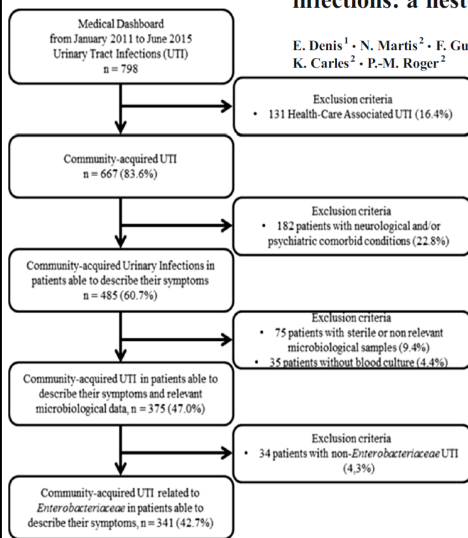 infections: a nest
E. Denis¹ • N. Martis² • F. Gu
K. Carles² • P.-M. Roger²
Medical Dashboard
from January 2011 to June 2015
Urinary Tract Infections (UTI)
n = 798
Exclusion criteria
• 131 Health-Care Associated UTI (16.4%)
Community-acquired UTI
n = 667 (83.6%)
Exclusion criteria
• 182 patients with neurological and/or
psychiatric comorbid conditions (22.8%)
Community-acquired Urinary Infections in
patients able to describe their symptoms
n = 485 (60.7%)
Exclusion criteria
• 75 patients with sterile or non relevant
microbiological samples (9.4%)
• 35 patients without blood culture (4.4%)
Community-acquired UTI in patients able to
describe their symptoms and relevant
microbiological data, n = 375 (47.0%)
Exclusion criteria
• 34 patients with non-Enterobacteriaceae UTI
(4,3%)
Community-acquired UTI related to
Enterobacteriaceae in patients able to
describe their symptoms, n = 341 (42.7%)